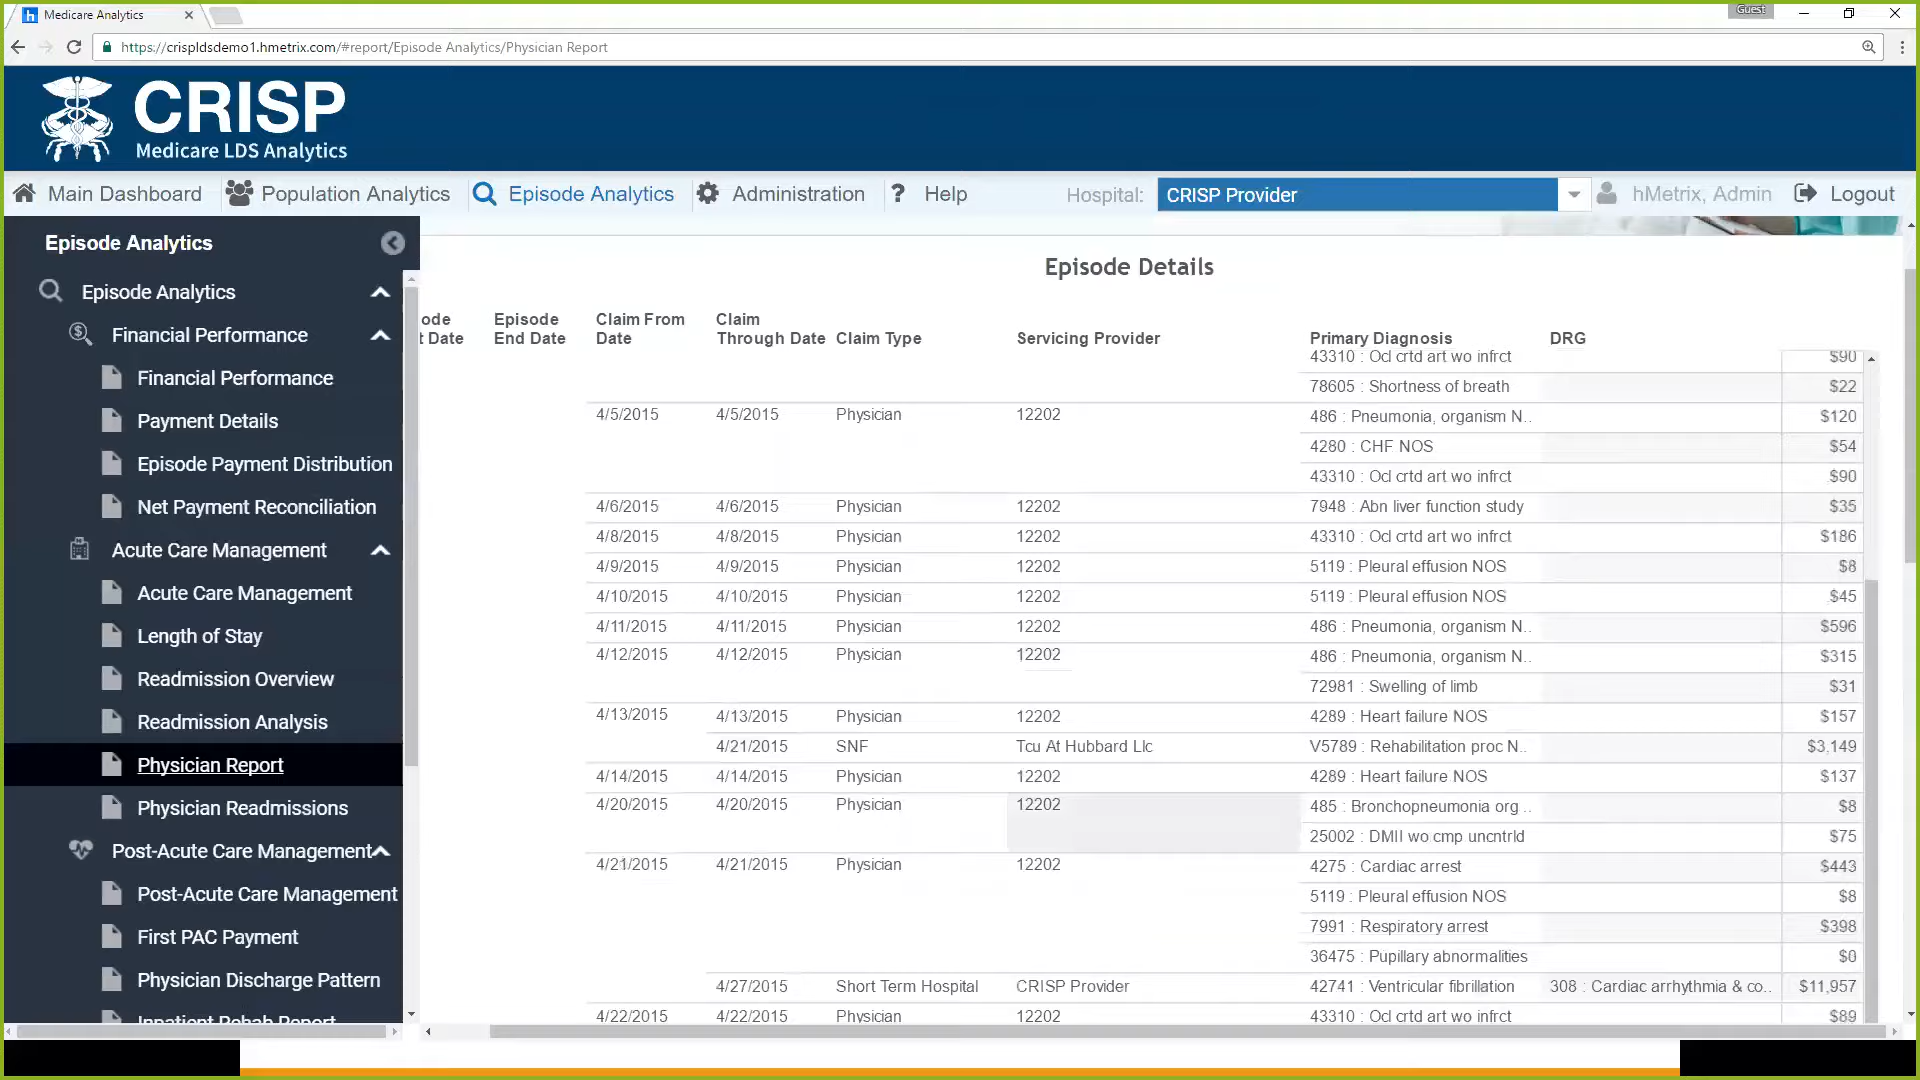 Medicare Analytics
Guest
https://crispldsdemo1.hmetrix.com/#report/Episode Analytics/Physician Report
CRISP
Medicare LDS Analytics
Main Dashboard
Population Analytics
Episode Analytics
Administration
? Help
Hospital:
CRISP Provider
hMetrix, Admin
Logout
Episode Analytics
Episode Analytics
Financial Performance
Financial Performance
Payment Details
Episode Payment Distribution
Net Payment Reconciliation
Acute Care Management
Acute Care Management
Length of Stay
Readmission Overview
Readmission Analysis
Physician Report
Physician Readmissions
Post-Acute Care Management
Post-Acute Care Management
First PAC Payment
Physician Discharge Pattern
Inpatient Rehab Report
Episode Details
ode Episode Claim From Claim
t Date End Date Date Through Date Claim Type Servicing Provider Primary Diagnosis DRG
43310 : Ocl crtd art wo infrct $90
78605 : Shortness of breath $22
4/5/2015 4/5/2015 Physician 12202 486 : Pneumonia, organism N.. $120
4280 : CHF NOS $54
43310 : Ocl crtd art wo infrct $90
4/6/2015 4/6/2015 Physician 12202 7948 : Abn liver function study $35
4/8/2015 4/8/2015 Physician 12202 43310 : Ocl crtd art wo infrct $186
4/9/2015 4/9/2015 Physician 12202 5119 : Pleural effusion NOS $8
4/10/2015 4/10/2015 Physician 12202 5119 : Pleural effusion NOS $45
4/11/2015 4/11/2015 Physician 12202 486 : Pneumonia, organism N.. $596
4/12/2015 4/12/2015 Physician 12202 486 : Pneumonia, organism N.. $315
72981 : Swelling of limb $31
4/13/2015 4/13/2015 Physician 12202 4289 : Heart failure NOS $157
4/21/2015 SNF Tcu At Hubbard Llc V5789 : Rehabilitation proc N.. $3,149
4/14/2015 4/14/2015 Physician 12202 4289 : Heart failure NOS $137
4/20/2015 4/20/2015 Physician 12202 485 : Bronchopneumonia org .. $8
25002 : DMII wo cmp uncntrld $75
4/21/2015 4/21/2015 Physician 12202 4275 : Cardiac arrest $443
5119 : Pleural effusion NOS $8
7991 : Respiratory arrest $398
36475 : Pupillary abnormalities $0
4/27/2015 Short Term Hospital CRISP Provider 42741 : Ventricular fibrillation 308 : Cardiac arrhythmia & co.. $11,957
4/22/2015 4/22/2015 Physician 12202 43310 : Ocl crtd art wo infrct $89